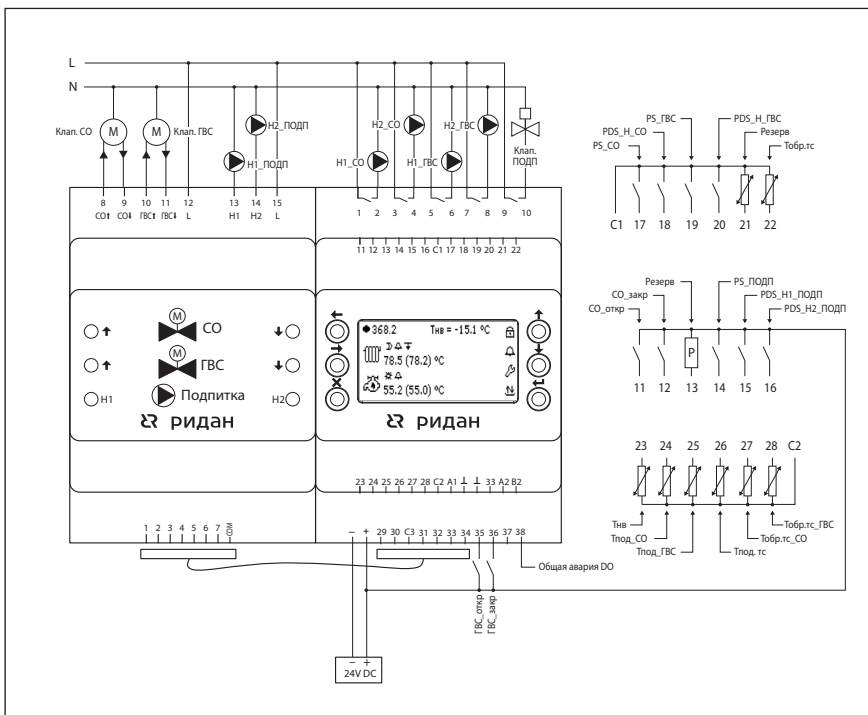 L
N
Клап. СО
M
M
Клап. ГВС
Н2_ПОДП
Н1_ПОДП
Н1_СО
Н2_СО
Н1_ГВС
Н2_ГВС
Клап.
ПОДП
8 9 10 11 12 13 14 15
СО↑ СО↓ ГВС↑ ГВС↓ L Н1 Н2 L
1 2 3 4 5 6 7 8 9 10
11 12 13 14 15 16 C1 17 18 19 20 21 22
↑ M СО ↓
↑ M ГВС ↓
Н1 Подпитка Н2
ридан
← ↑
→ ↓
× ↵
368.2 Tнв = -15.1 °C
78.5 (78.2) °C
55.2 (55.0) °C
ридан
23 24 25 26 27 28 C2 A1 ⊥ ⊥ 33 A2 B2
1 2 3 4 5 6 7 COM
– + 29 30 C3 31 32 33 34 35 36 37 38
Общая авария DO
ГВС_откр
ГВС_закр
– +
24V DC
PS_ГВС
PDS_Н_СО
PS_СО
PDS_Н_ГВС
Резерв
Тобр.тс
C1 17 18 19 20 21 22
Резерв
СО_закр
СО_откр
PS_ПОДП
PDS_Н1_ПОДП
PDS_Н2_ПОДП
P
11 12 13 14 15 16
23 24 25 26 27 28 C2
Тнв
Тпод_СО
Тпод_ГВС
Тпод. тс
Тобр.тс_СО
Тобр.тс_ГВС